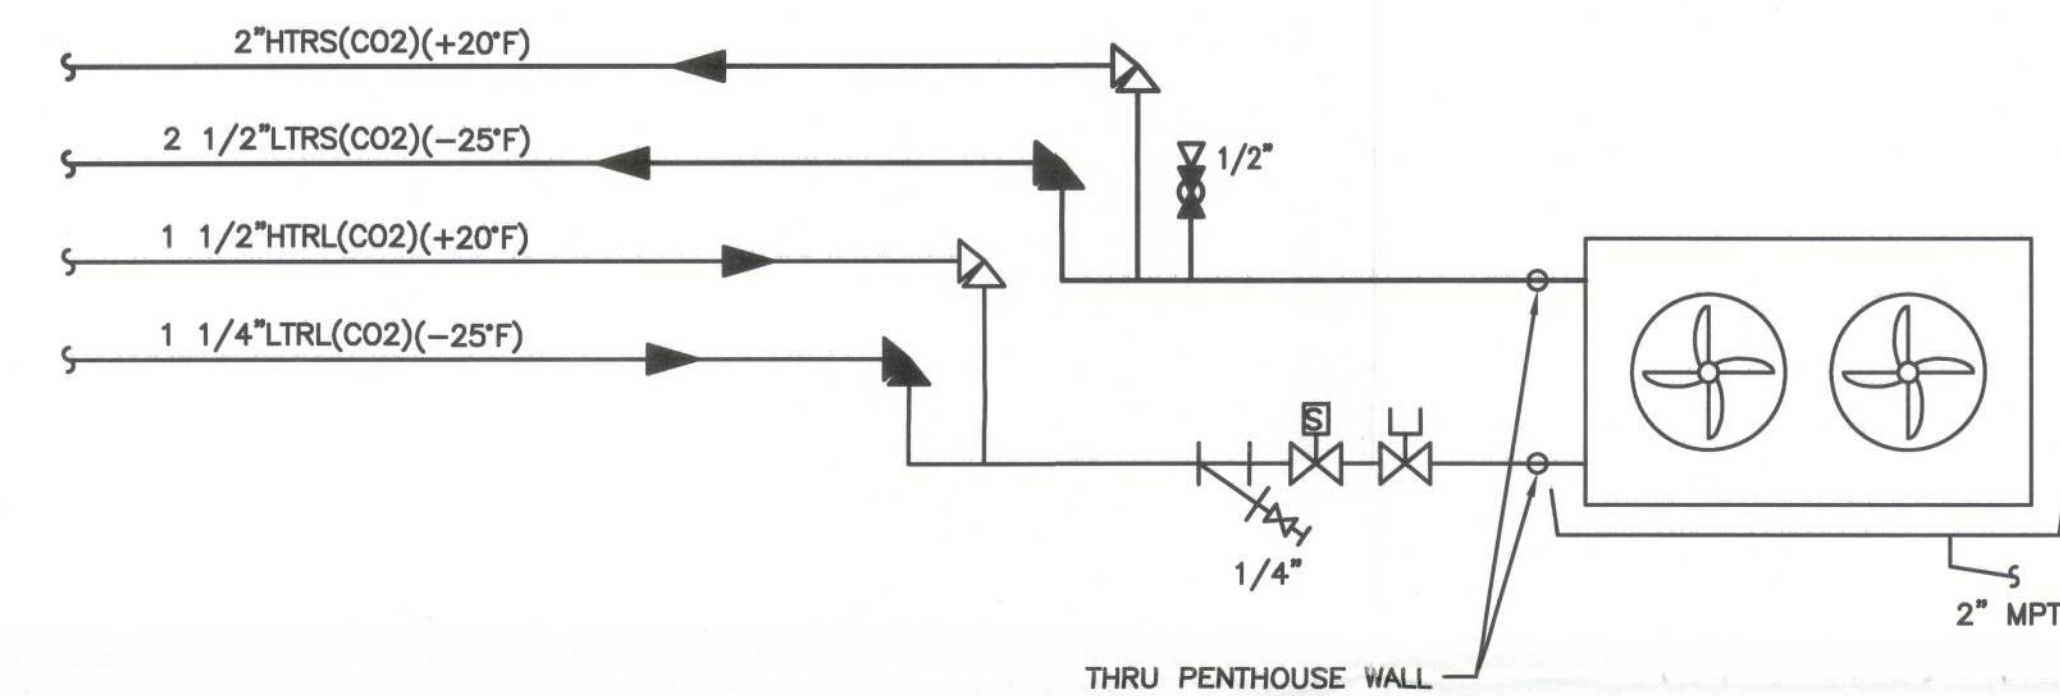 2"HTRS(CO2)(+20°F)
2 1/2"LTRS(CO2)(-25°F)
1/2"
1 1/2"HTRL(CO2)(+20°F)
1 1/4"LTRL(CO2)(-25°F)
S
1/4"
2" MPT
THRU PENTHOUSE WALL